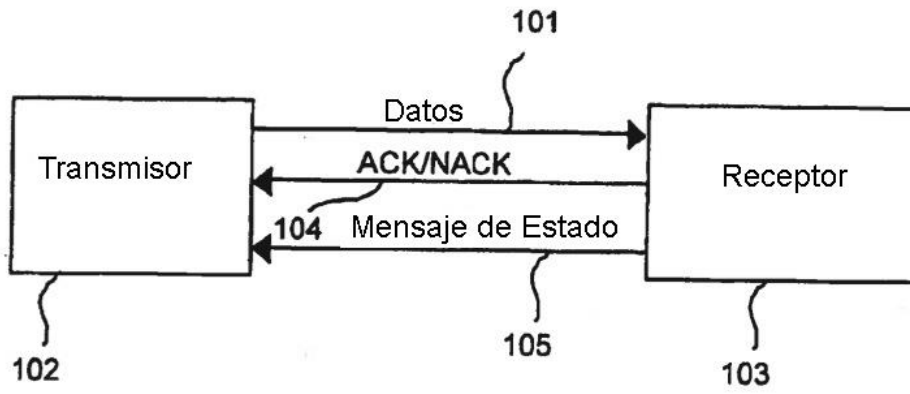 101
Datos
Transmisor
ACK/NACK
Receptor
104
Mensaje de Estado
102
105
103